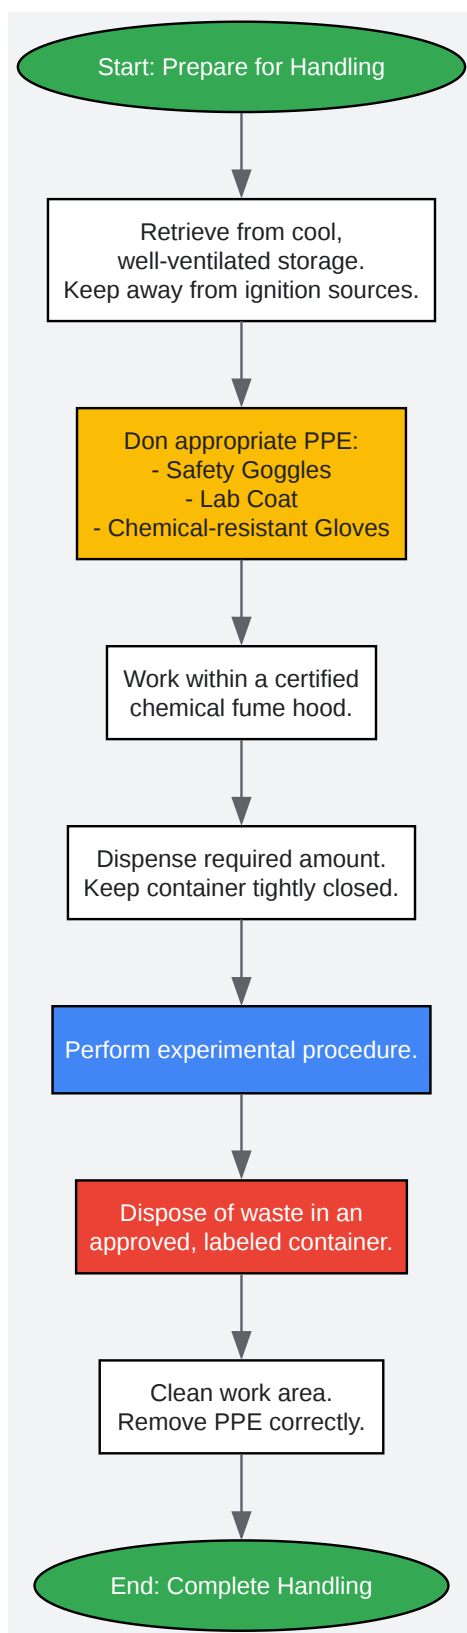 Start: Prepare for Handling
Retrieve from cool,
well-ventilated storage.
Keep away from ignition sources.
Don appropriate PPE:
- Safety Goggles
- Lab Coat
- Chemical-resistant Gloves
Work within a certified
chemical fume hood.
Dispense required amount.
Keep container tightly closed.
Perform experimental procedure.
Dispose of waste in an
approved, labeled container.
Clean work area.
Remove PPE correctly.
End: Complete Handling